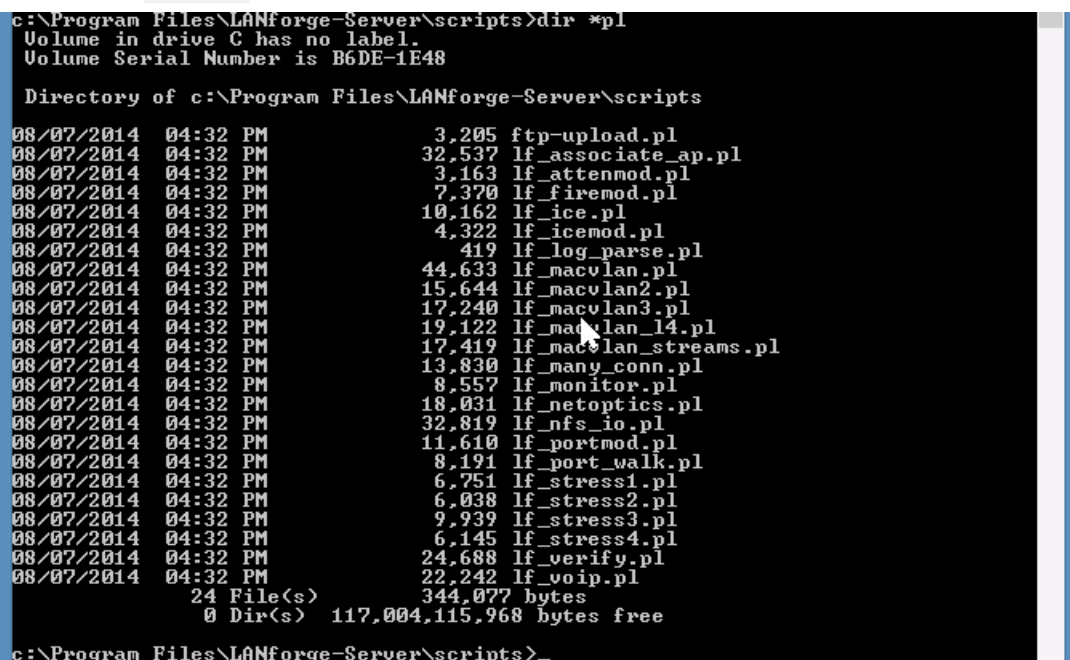 c:\Program Files\LANforge-Server\scripts>dir *pl
Volume in drive C has no label.
Volume Serial Number is B6DE-1E48
Directory of c:\Program Files\LANforge-Server\scripts
08/07/2014 04:32 PM 3,205 ftp-upload.pl
08/07/2014 04:32 PM 32,537 lf_associate_ap.pl
08/07/2014 04:32 PM 3,163 lf_attenmod.pl
08/07/2014 04:32 PM 7,370 lf_firemod.pl
08/07/2014 04:32 PM 10,162 lf_ice.pl
08/07/2014 04:32 PM 4,322 lf_icemod.pl
08/07/2014 04:32 PM 419 lf_log_parse.pl
08/07/2014 04:32 PM 44,633 lf_macvlan.pl
08/07/2014 04:32 PM 15,644 lf_macvlan2.pl
08/07/2014 04:32 PM 17,240 lf_macvlan3.pl
08/07/2014 04:32 PM 19,122 lf_macvlan_l4.pl
08/07/2014 04:32 PM 17,419 lf_macvlan_streams.pl
08/07/2014 04:32 PM 13,830 lf_many_conn.pl
08/07/2014 04:32 PM 8,557 lf_monitor.pl
08/07/2014 04:32 PM 18,031 lf_netoptics.pl
08/07/2014 04:32 PM 32,819 lf_nfs_io.pl
08/07/2014 04:32 PM 11,610 lf_portmod.pl
08/07/2014 04:32 PM 8,191 lf_port_walk.pl
08/07/2014 04:32 PM 6,751 lf_stress1.pl
08/07/2014 04:32 PM 6,038 lf_stress2.pl
08/07/2014 04:32 PM 9,939 lf_stress3.pl
08/07/2014 04:32 PM 6,145 lf_stress4.pl
08/07/2014 04:32 PM 24,688 lf_verify.pl
08/07/2014 04:32 PM 22,242 lf_voip.pl
24 File(s) 344,077 bytes
0 Dir(s) 117,004,115,968 bytes free
c:\Program Files\LANforge-Server\scripts>_